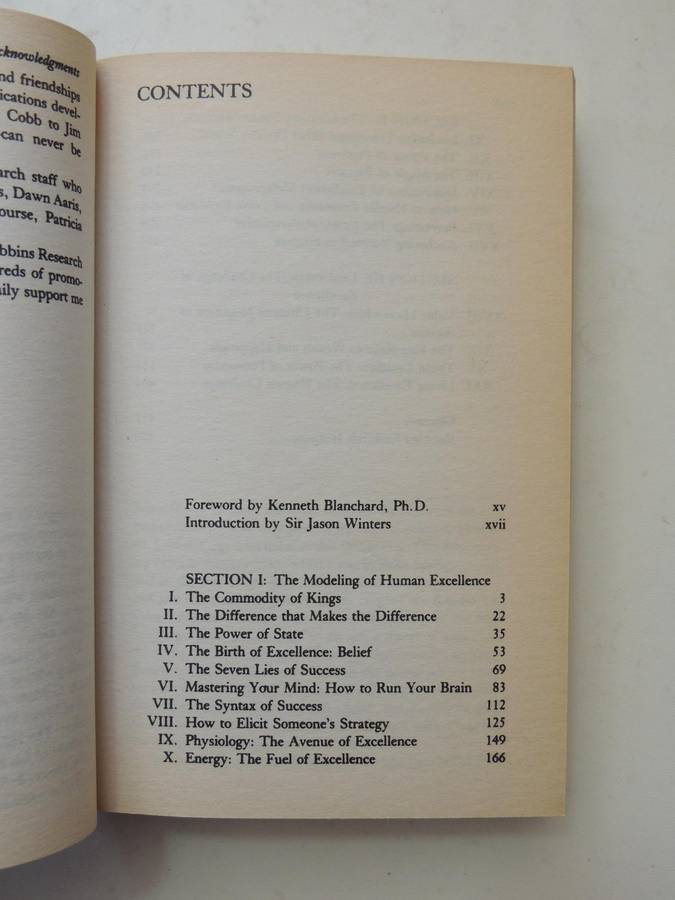 cknowledgments
nd friendships
ications devel-
Cobb to Jim
can never be
arch staff who
s, Dawn Aaris,
ourse, Patricia
bbins Research
reds of promo-
ily support me
CONTENTS
Foreword by Kenneth Blanchard, Ph.D. xv
Introduction by Sir Jason Winters xvii
SECTION I: The Modeling of Human Excellence
I. The Commodity of Kings 3
II. The Difference that Makes the Difference 22
III. The Power of State 35
IV. The Birth of Excellence: Belief 53
V. The Seven Lies of Success 69
VI. Mastering Your Mind: How to Run Your Brain 83
VII. The Syntax of Success 112
VIII. How to Elicit Someone's Strategy 125
IX. Physiology: The Avenue of Excellence 149
X. Energy: The Fuel of Excellence 166